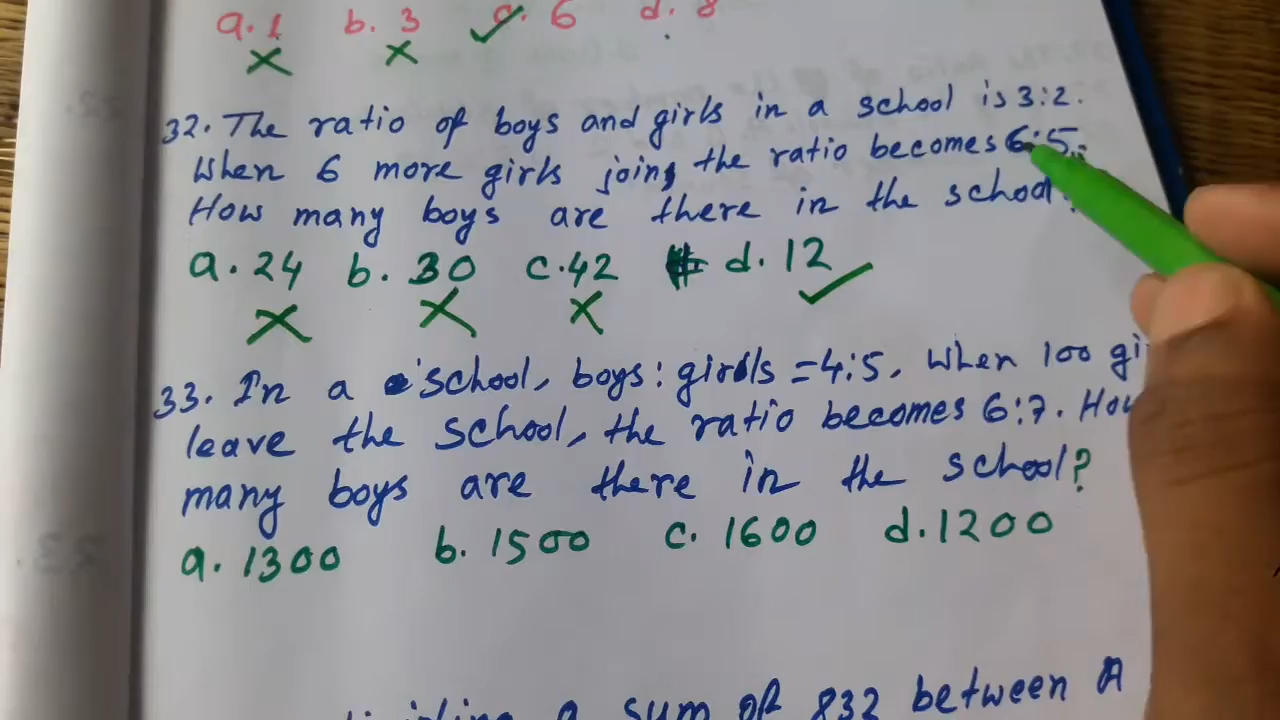 a. 1 b. 3 c. 6 d. 8
32. The ratio of boys and girls in a school is 3:2.
When 6 more girls join, the ratio becomes 6:5.
How many boys are there in the school?
a. 24 b. 30 c. 42 d. 12
33. In a school, boys: girls = 4:5, When 100 gi
leave the school, the ratio becomes 6:7. How
many boys are there in the school?
a. 1300 b. 1500 c. 1600 d. 1200
a sum of 832 between A